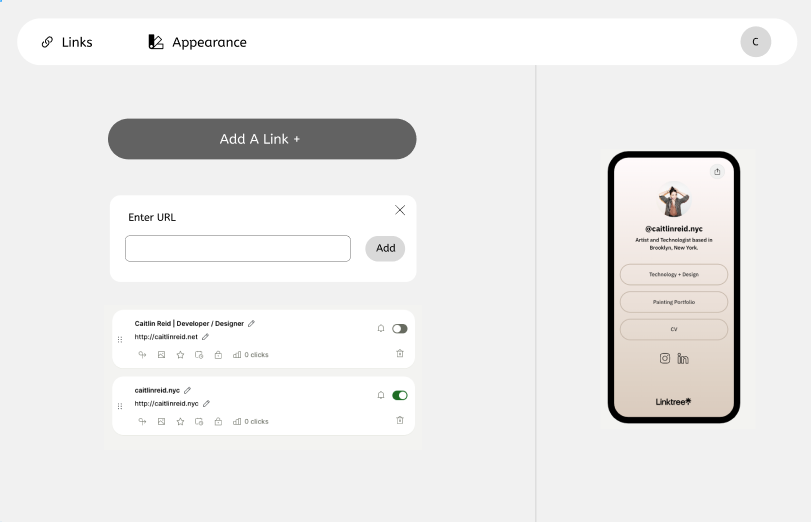 Links
Appearance
C
Add A Link +
Enter URL
Add
Caitlin Reid | Developer / Designer
http://caitlinreid.net
0 clicks
caitlinreid.nyc
http://caitlinreid.nyc
0 clicks
@caitlinreid.nyc
Artist and Technologist based in
Brooklyn, New York.
Technology + Design
Painting Portfolio
CV
Linktree